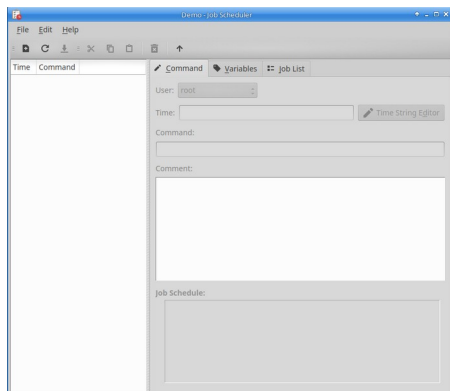 Demo - Job Scheduler
File Edit Help
Time Command
Command Variables Job List
User: root
Time: Time String Editor
Command:
Comment:
Job Schedule: